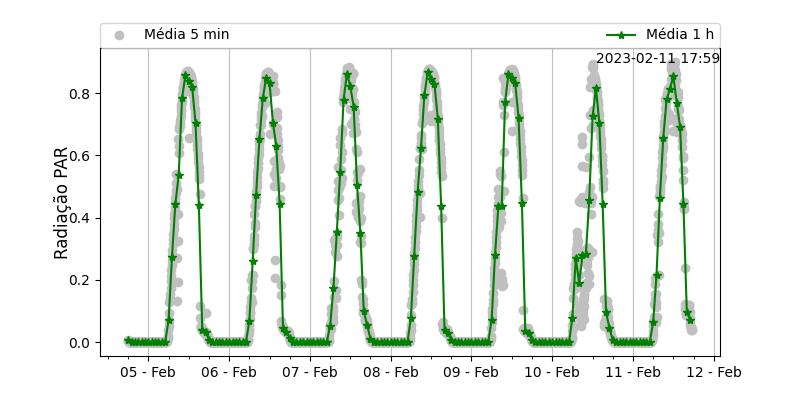 Média 5 min
Média 1 h
2023-02-11 17:59
Radiação PAR
0.8
0.6
0.4
0.2
0.0
05 - Feb
06 - Feb
07 - Feb
08 - Feb
09 - Feb
10 - Feb
11 - Feb
12 - Feb